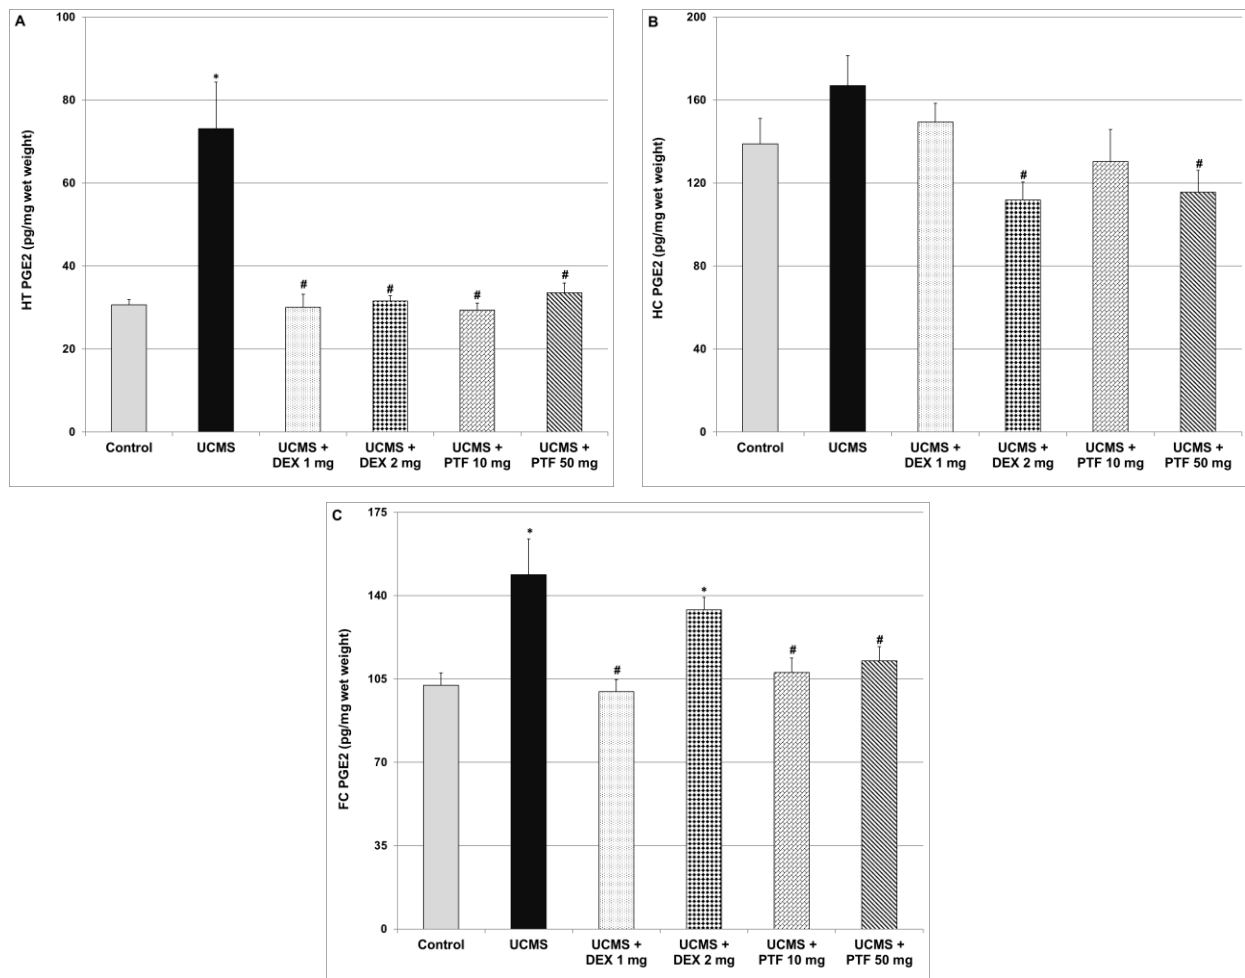 A
HT PGE2 (pg/mg wet weight)
100
80
60
40
20
0
*
#
#
#
#
Control
UCMS
UCMS +
DEX 1 mg
UCMS +
DEX 2 mg
UCMS +
PTF 10 mg
UCMS +
PTF 50 mg
B
HC PGE2 (pg/mg wet weight)
200
160
120
80
40
0
#
#
Control
UCMS
UCMS +
DEX 1 mg
UCMS +
DEX 2 mg
UCMS +
PTF 10 mg
UCMS +
PTF 50 mg
C
FC PGE2 (pg/mg wet weight)
175
140
105
70
35
0
*
#
*
#
#
Control
UCMS
UCMS +
DEX 1 mg
UCMS +
DEX 2 mg
UCMS +
PTF 10 mg
UCMS +
PTF 50 mg